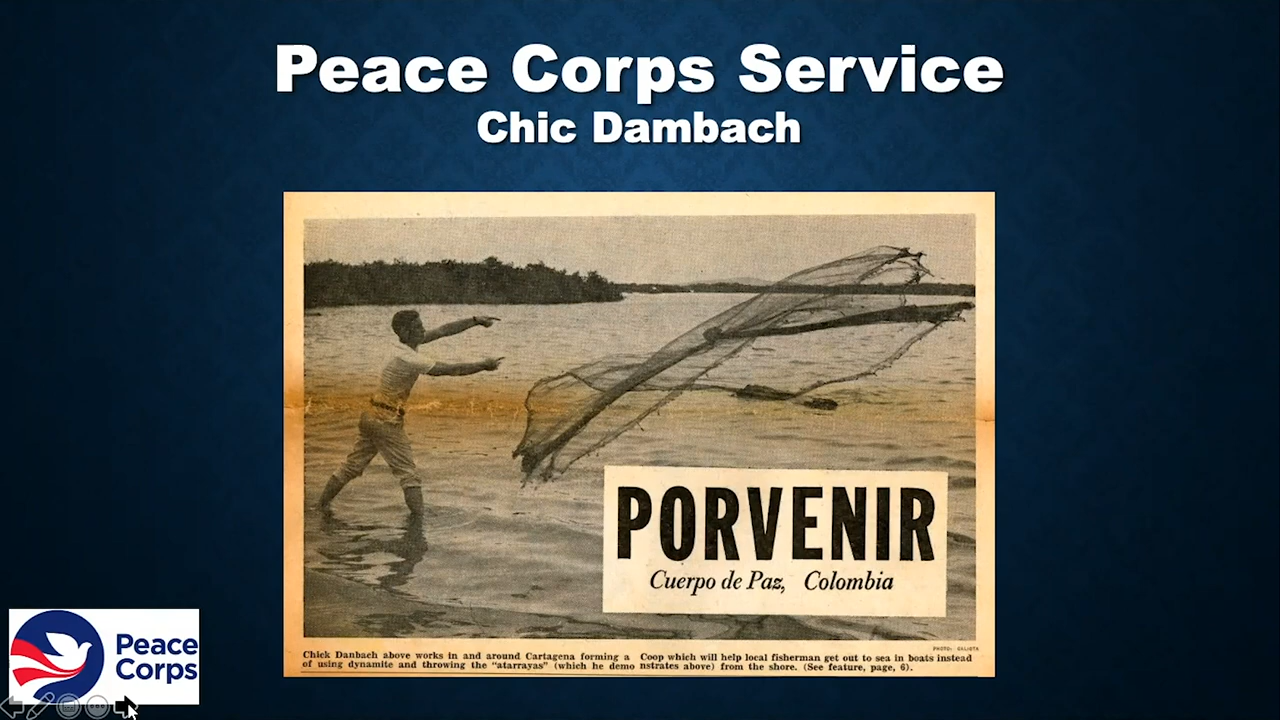 Peace Corps Service
Chic Dambach
PORVENIR
Cuerpo de Paz, Colombia
PHOTO: GALIOTA
Chick Danbach above works in and around Cartagena forming a Coop which will help local fisherman get out to sea in boats instead
of using dynamite and throwing the "atarrayas" (which he demo nstrates above) from the shore. (See feature, page, 6).
Peace
Corps